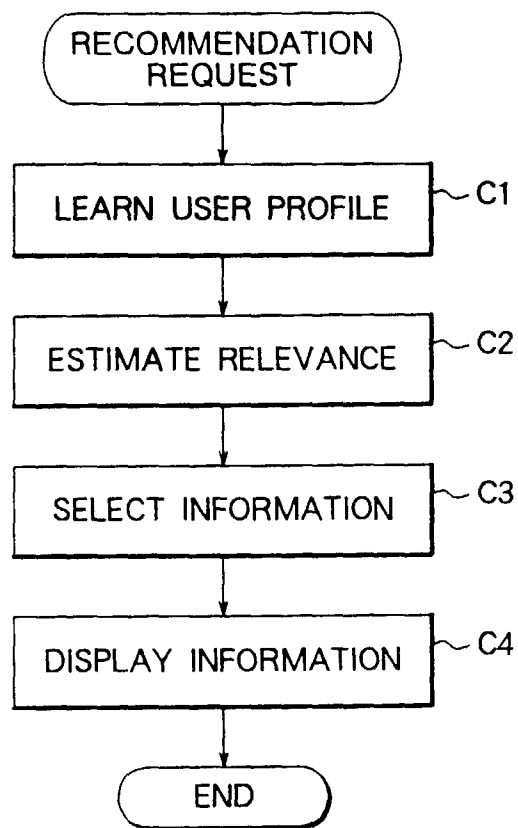 RECOMMENDATION
REQUEST
LEARN USER PROFILE
C1
ESTIMATE RELEVANCE
C2
SELECT INFORMATION
C3
DISPLAY INFORMATION
C4
END